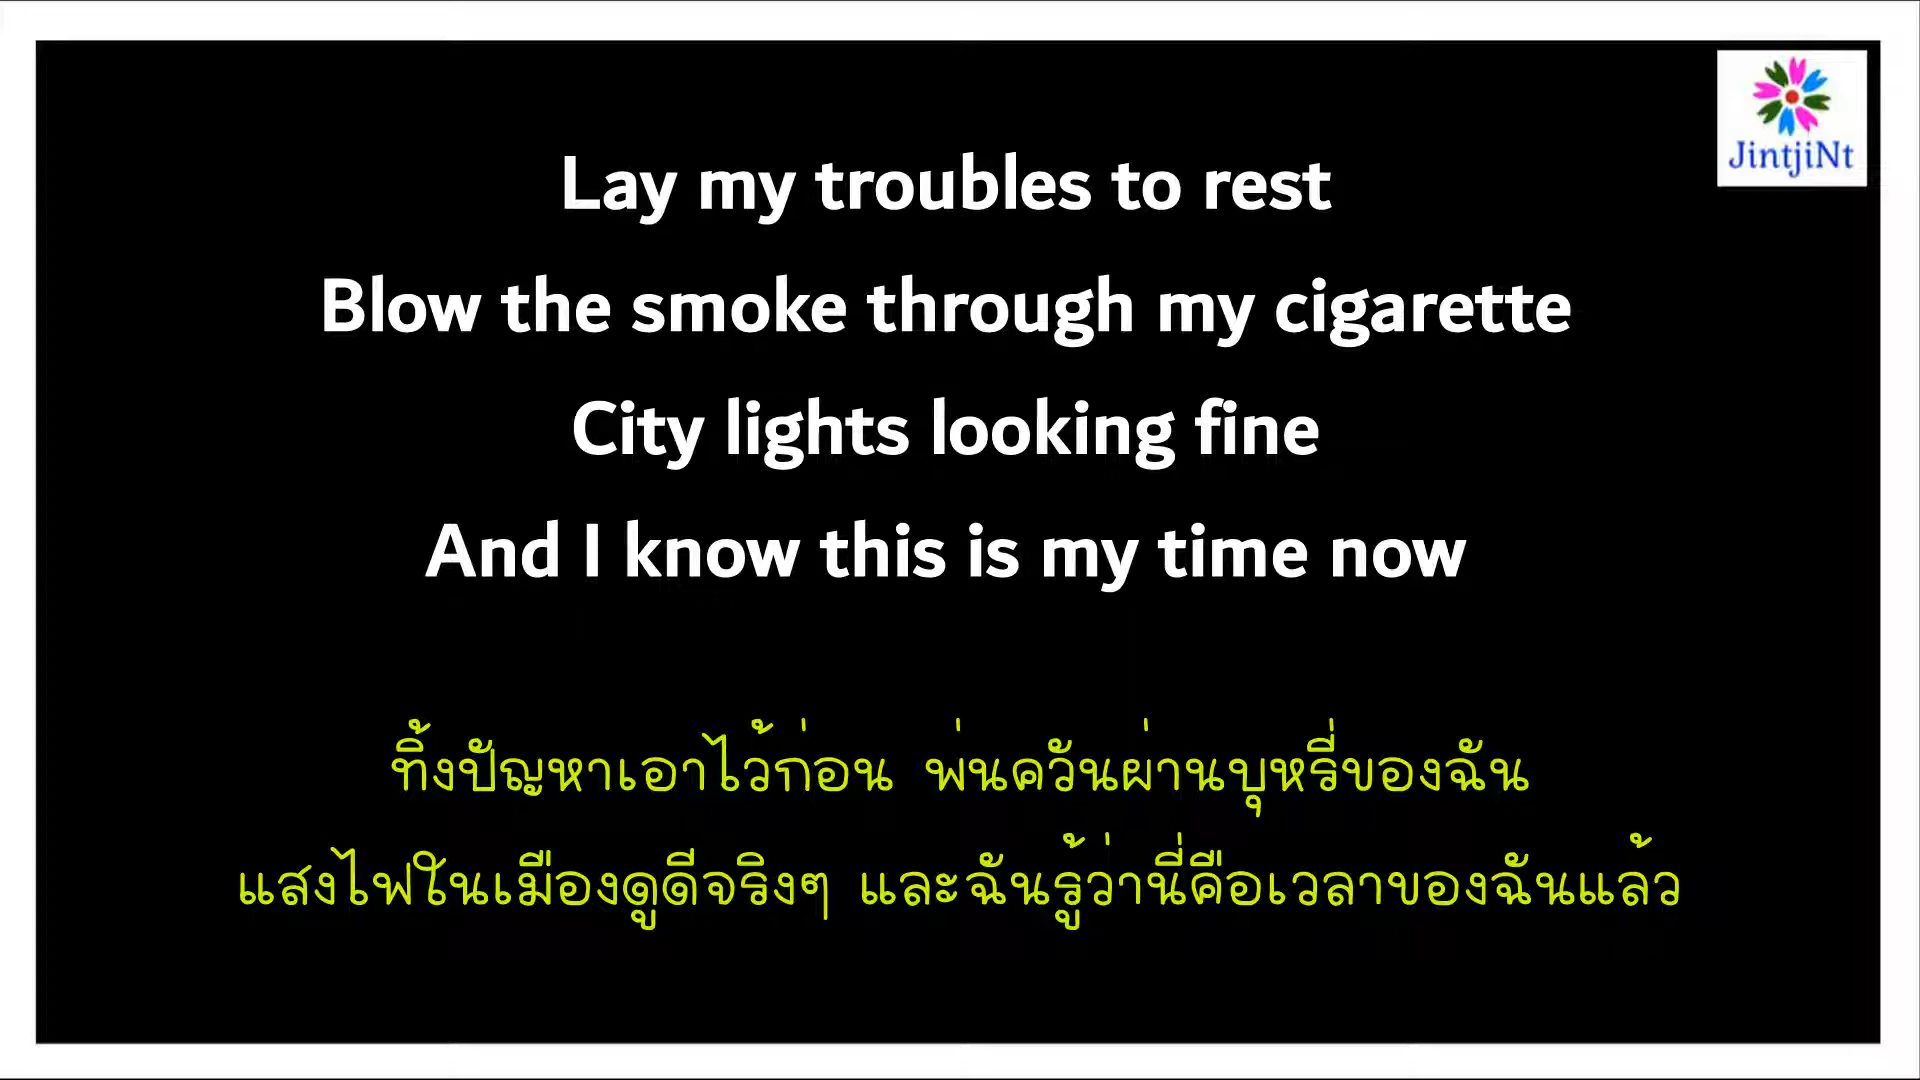 JintjiNt
Lay my troubles to rest
Blow the smoke through my cigarette
City lights looking fine
And I know this is my time now
ทิ้งปัญหาเอาไว้ก่อน พ่นควันผ่านบุหรี่ของฉัน
แสงไฟในเมืองดูดีจริงๆ และฉันรู้ว่านี่คือเวลาของฉันแล้ว